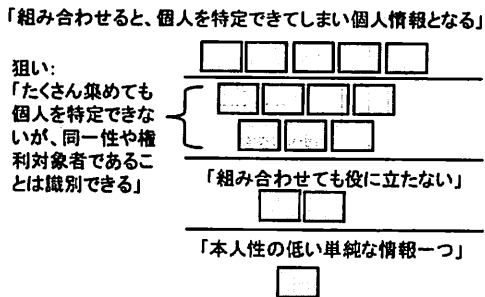 「組み合わせると、個人を特定できてしまい個人情報となる」
狙い:
「たくさん集めても
個人を特定できな
いが、同一性や権
利対象者であるこ
とは識別できる」
「組み合わせても役に立たない」
「本人性の低い単純な情報一つ」